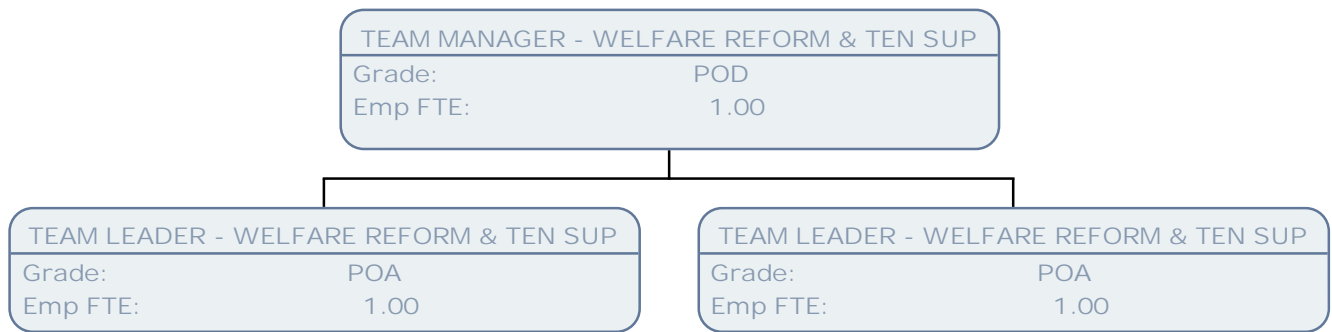 TEAM MANAGER - WELFARE REFORM & TEN SUP
Grade: POD
Emp FTE: 1.00
TEAM LEADER - WELFARE REFORM & TEN SUP
Grade: POA
Emp FTE: 1.00
TEAM LEADER - WELFARE REFORM & TEN SUP
Grade: POA
Emp FTE: 1.00